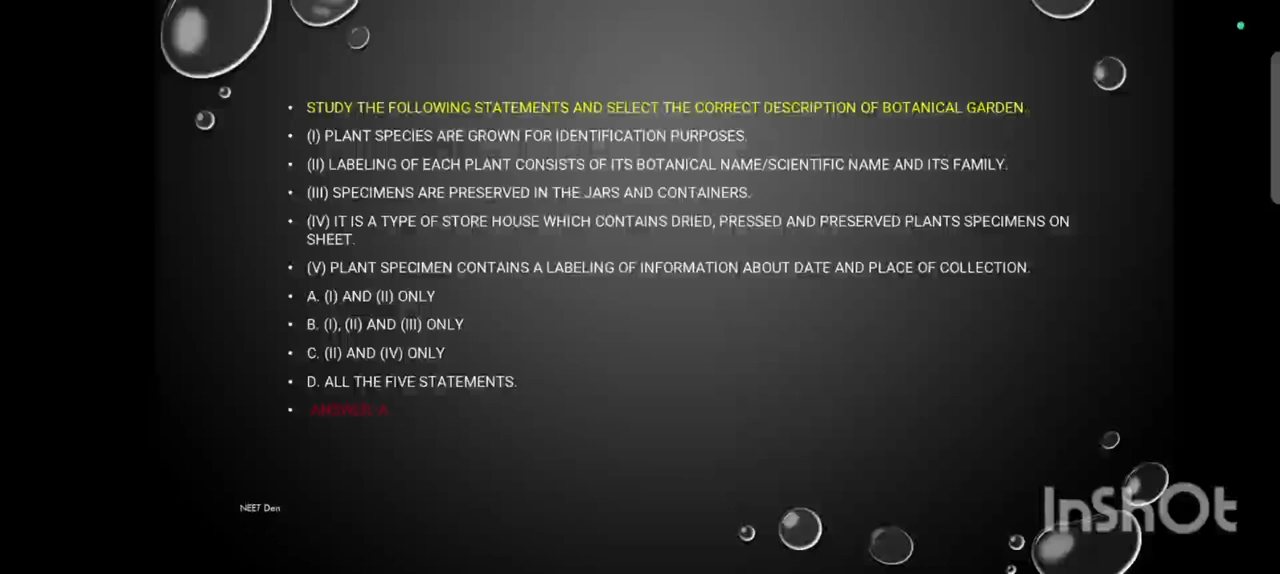 • STUDY THE FOLLOWING STATEMENTS AND SELECT THE CORRECT DESCRIPTION OF BOTANICAL GARDEN.
• (I) PLANT SPECIES ARE GROWN FOR IDENTIFICATION PURPOSES.
• (II) LABELING OF EACH PLANT CONSISTS OF ITS BOTANICAL NAME/SCIENTIFIC NAME AND ITS FAMILY.
• (III) SPECIMENS ARE PRESERVED IN THE JARS AND CONTAINERS.
• (IV) IT IS A TYPE OF STORE HOUSE WHICH CONTAINS DRIED, PRESSED AND PRESERVED PLANTS SPECIMENS ON
SHEET.
• (V) PLANT SPECIMEN CONTAINS A LABELING OF INFORMATION ABOUT DATE AND PLACE OF COLLECTION.
• A. (I) AND (II) ONLY
• B. (I), (II) AND (III) ONLY
• C. (II) AND (IV) ONLY
• D. ALL THE FIVE STATEMENTS.
• ANSWER: A
NEET Den
InShOt